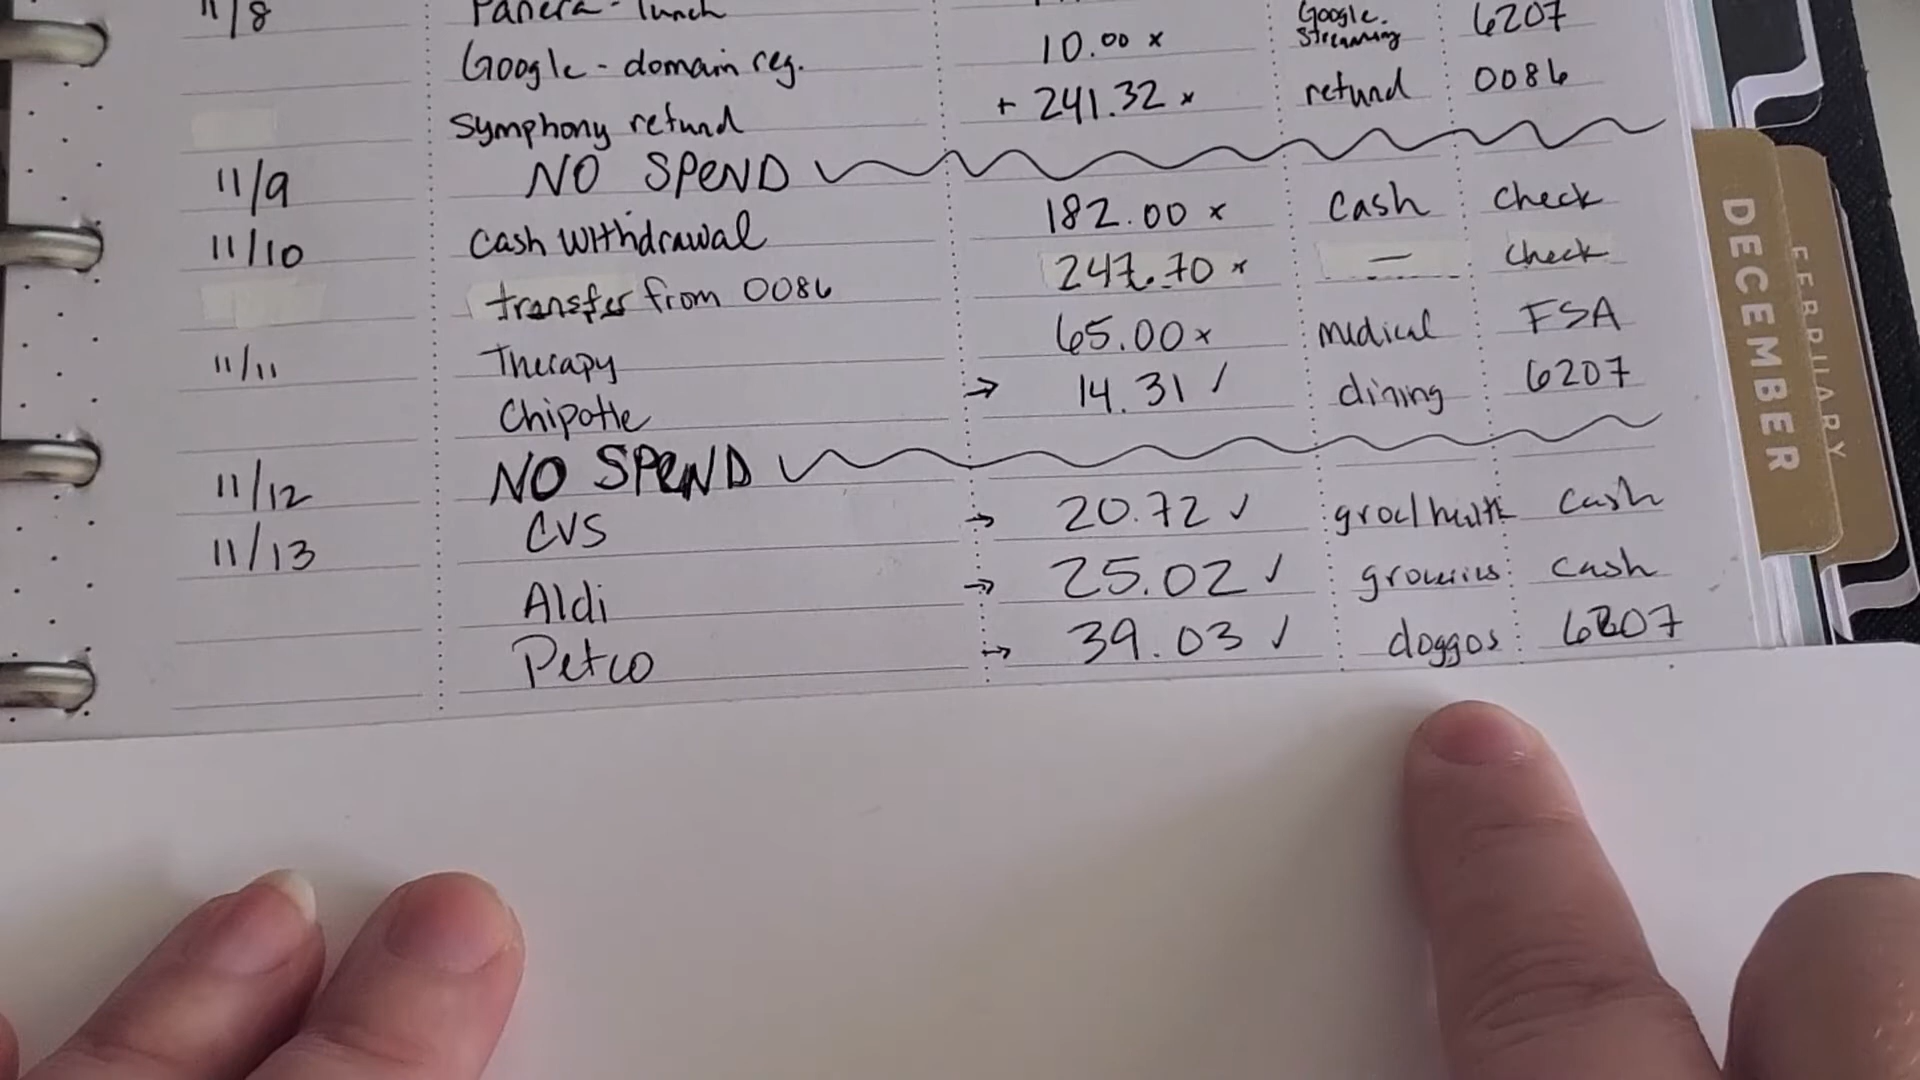 11/8 Panera - lunch
Google - domain reg. 10.00 x Google. Streaming 6207
Symphony refund + 241.32 x refund 0086
11/9 NO SPEND
11/10 Cash Withdrawal 182.00 x Cash Check
transfer from 0086 247.70 x — Check
11/11 Therapy 65.00 x medical FSA
Chipotle → 14.31 ✓ dining 6207
11/12 NO SPEND
11/13 CVS → 20.72 ✓ groc/health Cash
Aldi → 25.02 ✓ groceries Cash
Petco → 39.03 ✓ doggos 6207
DECEMBER
FEBRUARY